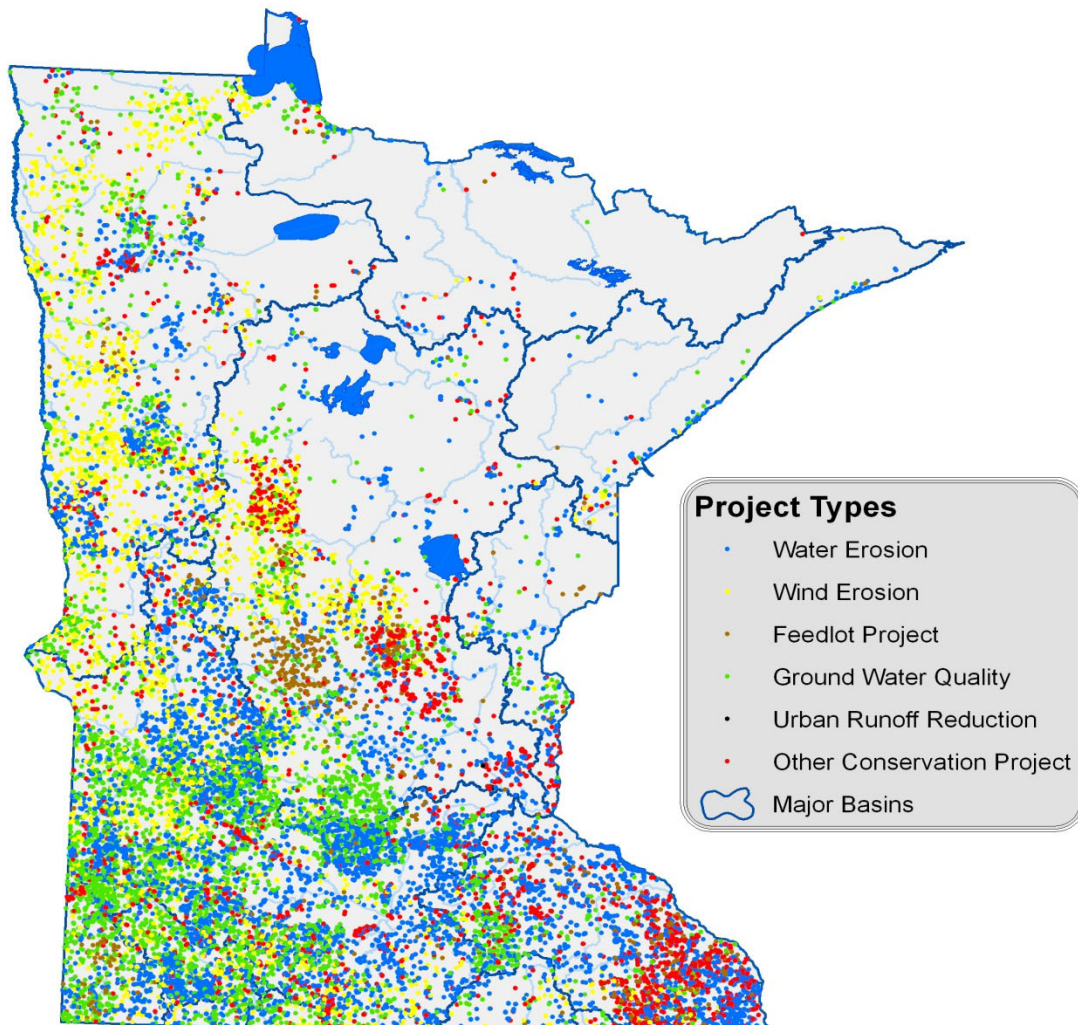 Project Types
Water Erosion
Wind Erosion
Feedlot Project
Ground Water Quality
Urban Runoff Reduction
Other Conservation Project
Major Basins